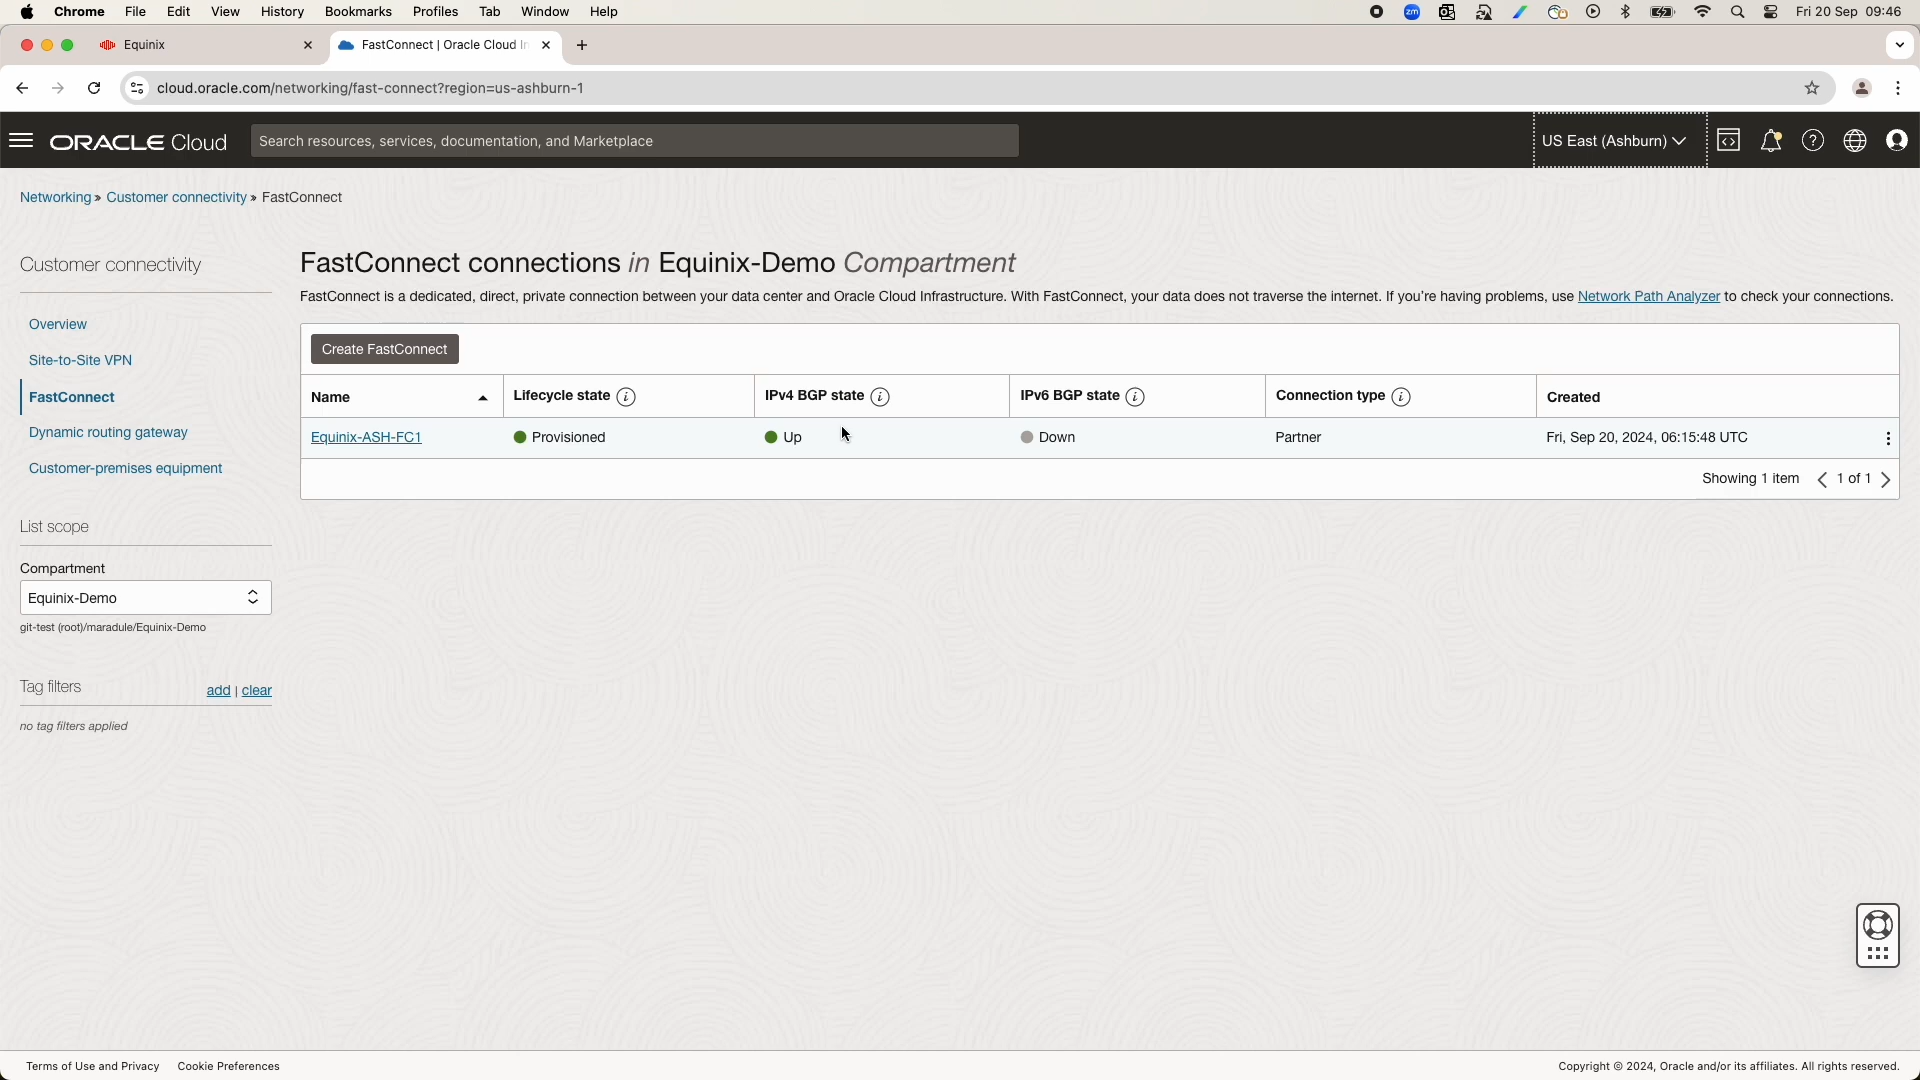 Chrome File Edit View History Bookmarks Profiles Tab Window Help zm Fri 20 Sep 09:46
Equinix FastConnect | Oracle Cloud In
cloud.oracle.com/networking/fast-connect?region=us-ashburn-1
ORACLE Cloud Search resources, services, documentation, and Marketplace US East (Ashburn)
Networking » Customer connectivity » FastConnect
Customer connectivity
Overview
Site-to-Site VPN
FastConnect
Dynamic routing gateway
Customer-premises equipment
List scope
Compartment
Equinix-Demo
git-test (root)/maradule/Equinix-Demo
Tag filters add | clear
no tag filters applied
FastConnect connections in Equinix-Demo Compartment
FastConnect is a dedicated, direct, private connection between your data center and Oracle Cloud Infrastructure. With FastConnect, your data does not traverse the internet. If you're having problems, use Network Path Analyzer to check your connections.
Create FastConnect
Name Lifecycle state i IPv4 BGP state i IPv6 BGP state i Connection type i Created
Equinix-ASH-FC1 Provisioned Up Down Partner Fri, Sep 20, 2024, 06:15:48 UTC
Showing 1 item 1 of 1
Terms of Use and Privacy Cookie Preferences Copyright © 2024, Oracle and/or its affiliates. All rights reserved.